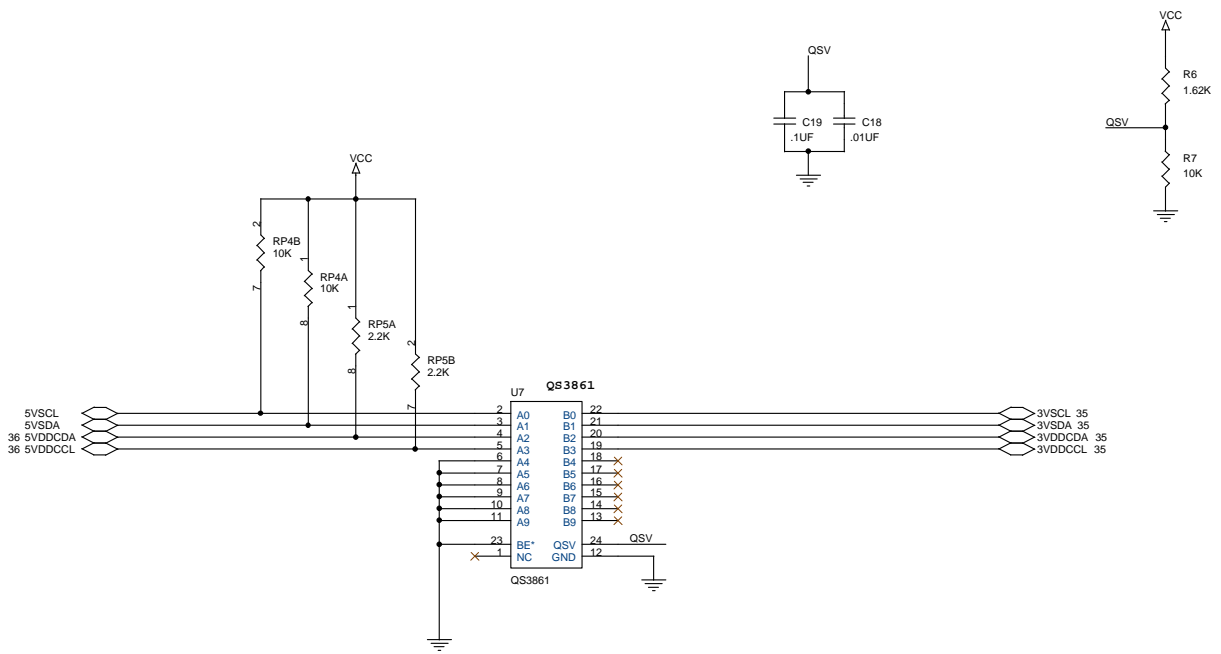 VCC
QSV
R6
1.62K
C19
.1UF
C18
.01UF
QSV
R7
10K
VCC
2
RP4B
10K
7
1
RP4A
10K
8
1
RP5A
2.2K
8
2
RP5B
2.2K
7
U7
QS3861
5VSCL
2
A0
B0
22
3VSCL 35
5VSDA
3
A1
B1
21
3VSDA 35
36 5VDDCDA
4
A2
B2
20
3VDDCDA 35
36 5VDDCCL
5
A3
B3
19
3VDDCCL 35
6
A4
B4
18
7
A5
B5
17
8
A6
B6
16
9
A7
B7
15
10
A8
B8
14
11
A9
B9
13
23
BE*
QSV
24
QSV
1
NC
GND
12
QS3861